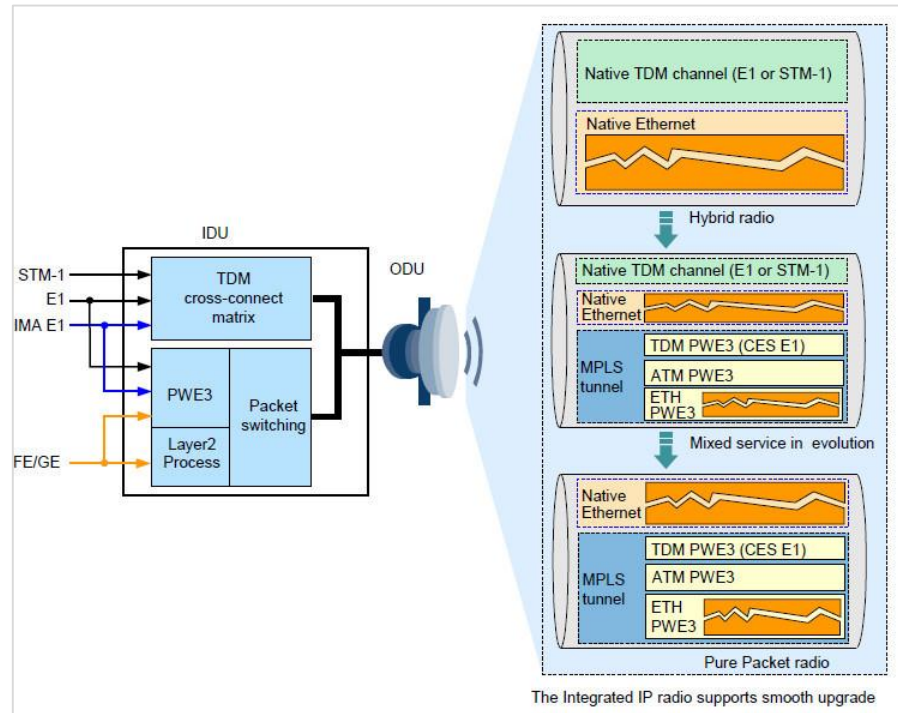 IDU
ODU
STM-1
E1
IMA E1
FE/GE
TDM
cross-connect
matrix
PWE3
Layer2
Process
Packet
switching
Native TDM channel (E1 or STM-1)
Native Ethernet
Hybrid radio
Native TDM channel (E1 or STM-1)
Native
Ethernet
MPLS
tunnel
TDM PWE3 (CES E1)
ATM PWE3
ETH
PWE3
Mixed service in evolution
Native
Ethernet
MPLS
tunnel
TDM PWE3 (CES E1)
ATM PWE3
ETH
PWE3
Pure Packet radio
The Integrated IP radio supports smooth upgrade